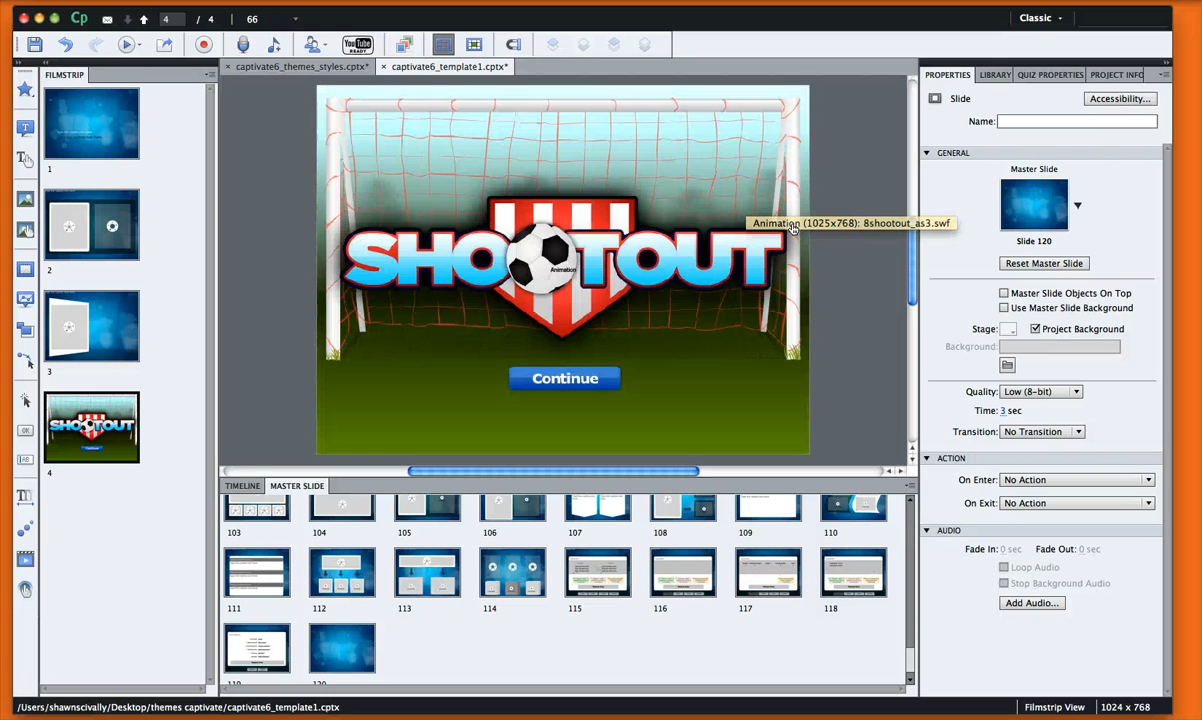 Cp 4 / 4 66 Classic
YouTube READY
FILMSTRIP
× captivate6_themes_styles.cptx* × captivate6_template1.cptx*
PROPERTIES LIBRARY QUIZ PROPERTIES PROJECT INFO
1
2
3
SHOOTOUT
Continue
4
SHOOTOUT
Animation
Continue
Animation (1025x768): 8shootout_as3.swf
Slide Accessibility...
Name:
GENERAL
Master Slide
Slide 120
Reset Master Slide
Master Slide Objects On Top
Use Master Slide Background
Stage: Project Background
Background:
Quality: Low (8-bit)
Time: 3 sec
Transition: No Transition
ACTION
On Enter: No Action
On Exit: No Action
AUDIO
Fade In: 0 sec Fade Out: 0 sec
Loop Audio
Stop Background Audio
Add Audio...
TIMELINE MASTER SLIDE
103 104 105 106 107 108 109 110
111 112 113 114 115 116 117 118
119 120
/Users/shawnscivally/Desktop/themes captivate/captivate6_template1.cptx Filmstrip View 1024 x 768